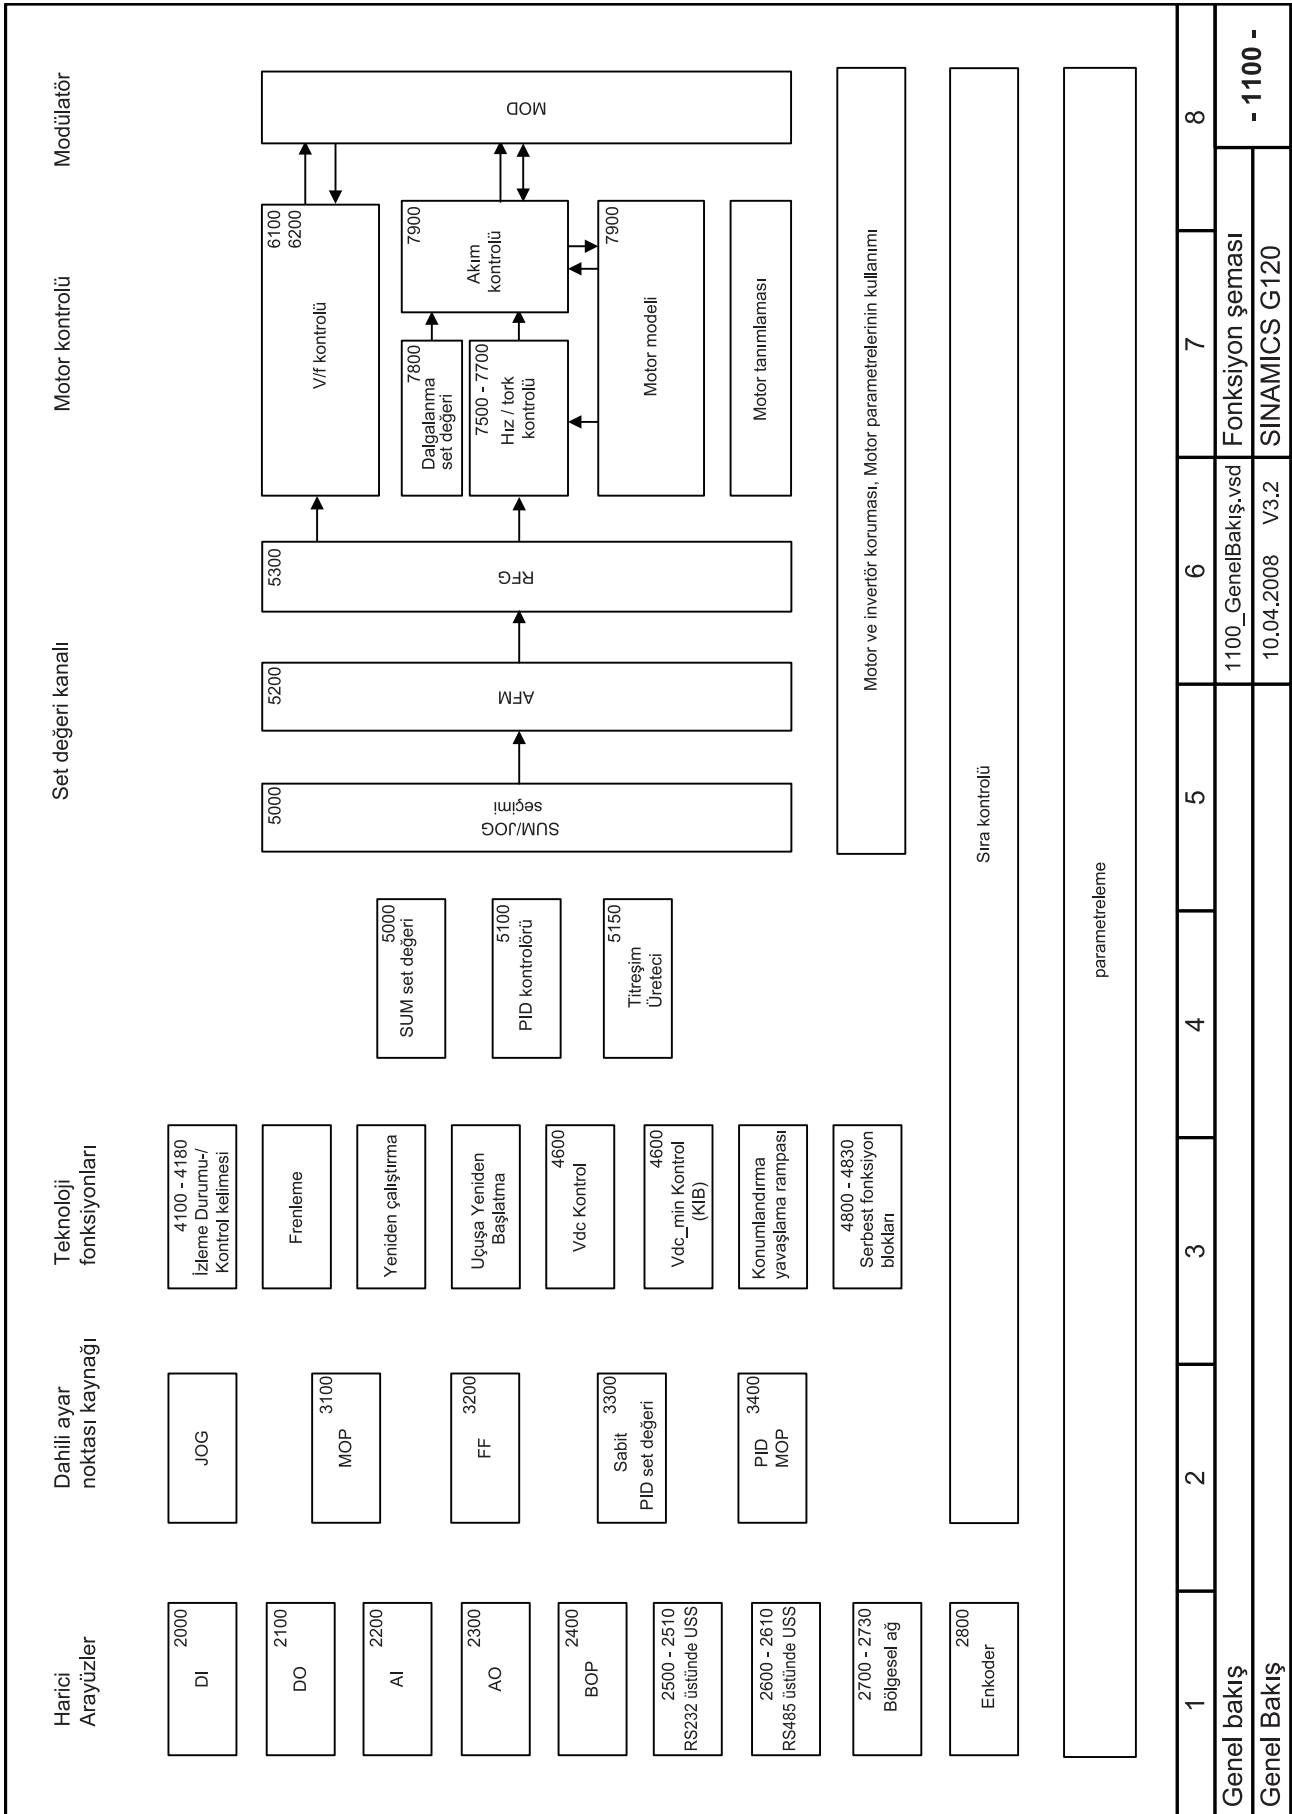 Harici
Arayüzler
Dahili ayar
noktası kaynağı
Teknoloji
fonksiyonları
Set değeri kanalı
Motor kontrolü
Modülatör
2000
DI
2100
DO
2200
AI
2300
AO
2400
BOP
2500 - 2510
RS232 üstünde USS
2600 - 2610
RS485 üstünde USS
2700 - 2730
Bölgesel ağ
2800
Enkoder
JOG
3100
MOP
3200
FF
3300
Sabit
PID set değeri
3400
PID
MOP
4100 - 4180
İzleme Durumu-/
Kontrol kelimesi
Frenleme
Yeniden çalıştırma
Uçuşa Yeniden
Başlatma
4600
Vdc Kontrol
4600
Vdc_min Kontrol
(KIB)
Konumlandırma
yavaşlama rampası
4800 - 4830
Serbest fonksiyon
blokları
5000
SUM set değeri
5100
PID kontrolörü
5150
Titreşim
Üreteci
5000
SUM/JOG
seçimi
5200
AFM
5300
RFG
6100
6200
V/f kontrolü
7800
Dalgalanma
set değeri
7500 - 7700
Hız / tork
kontrolü
7900
Akım
kontrolü
7900
Motor modeli
Motor tanımlaması
MOD
Motor ve invertör koruması, Motor parametrelerinin kullanımı
Sıra kontrolü
parametreleme
1 2 3 4 5 6 7 8
Genel bakış 1100_GenelBakış.vsd Fonksiyon şeması - 1100 -
Genel Bakış 10.04.2008 V3.2 SINAMICS G120